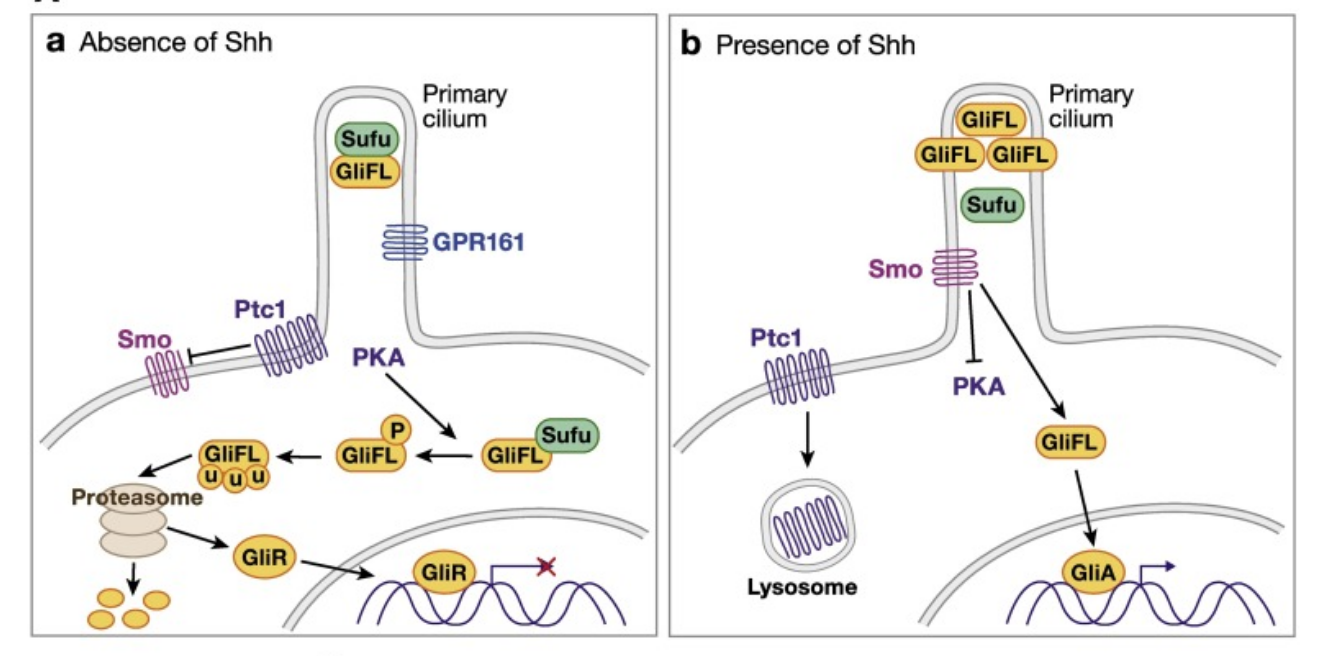 a Absence of Shh
Primary
cilium
Sufu
GliFL
GPR161
Ptc1
Smo
PKA
P
GliFL
u u u
GliFL
GliFL
Sufu
Proteasome
GliR
GliR
b Presence of Shh
Primary
cilium
GliFL
GliFL GliFL
Sufu
Smo
Ptc1
PKA
GliFL
Lysosome
GliA